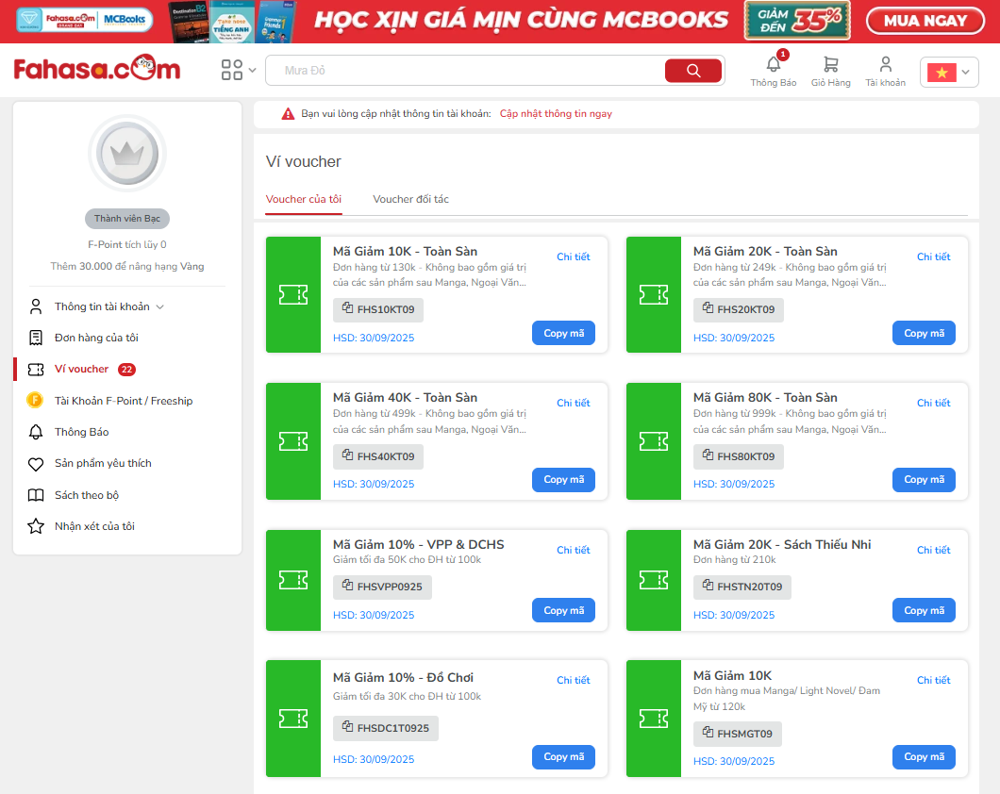 Fahasa.com
MCBooks
HỌC XỊN GIÁ MỊN CÙNG MCBOOKS
GIẢM
ĐẾN
35%
MUA NGAY
Fahasa.com
Mưa Đỏ
1
Thông Báo
Giỏ Hàng
Tài khoản
Thành viên Bạc
F-Point tích lũy 0
Thêm 30.000 để nâng hạng Vàng
Thông tin tài khoản
Đơn hàng của tôi
Ví voucher 22
Tài Khoản F-Point / Freeship
Thông Báo
Sản phẩm yêu thích
Sách theo bộ
Nhận xét của tôi
Bạn vui lòng cập nhật thông tin tài khoản: Cập nhật thông tin ngay
Ví voucher
Voucher của tôi
Voucher đối tác
Mã Giảm 10K - Toàn Sàn
Chi tiết
Đơn hàng từ 130k - Không bao gồm giá trị
của các sản phẩm sau Manga, Ngoại Văn...
FHS10KT09
HSD: 30/09/2025
Copy mã
Mã Giảm 20K - Toàn Sàn
Chi tiết
Đơn hàng từ 249k - Không bao gồm giá trị
của các sản phẩm sau Manga, Ngoại Văn...
FHS20KT09
HSD: 30/09/2025
Copy mã
Mã Giảm 40K - Toàn Sàn
Chi tiết
Đơn hàng từ 499k - Không bao gồm giá trị
của các sản phẩm sau Manga, Ngoại Văn...
FHS40KT09
HSD: 30/09/2025
Copy mã
Mã Giảm 80K - Toàn Sàn
Chi tiết
Đơn hàng từ 999k - Không bao gồm giá trị
của các sản phẩm sau Manga, Ngoại Văn...
FHS80KT09
HSD: 30/09/2025
Copy mã
Mã Giảm 10% - VPP & DCHS
Chi tiết
Giảm tối đa 50K cho ĐH từ 100k
FHSVPP0925
HSD: 30/09/2025
Copy mã
Mã Giảm 20K - Sách Thiếu Nhi
Chi tiết
Đơn hàng từ 210k
FHSTN20T09
HSD: 30/09/2025
Copy mã
Mã Giảm 10% - Đồ Chơi
Chi tiết
Giảm tối đa 30K cho ĐH từ 100k
FHSDC1T0925
HSD: 30/09/2025
Copy mã
Mã Giảm 10K
Chi tiết
Đơn hàng mua Manga/ Light Novel/ Đam
Mỹ từ 120k
FHSMGT09
HSD: 30/09/2025
Copy mã